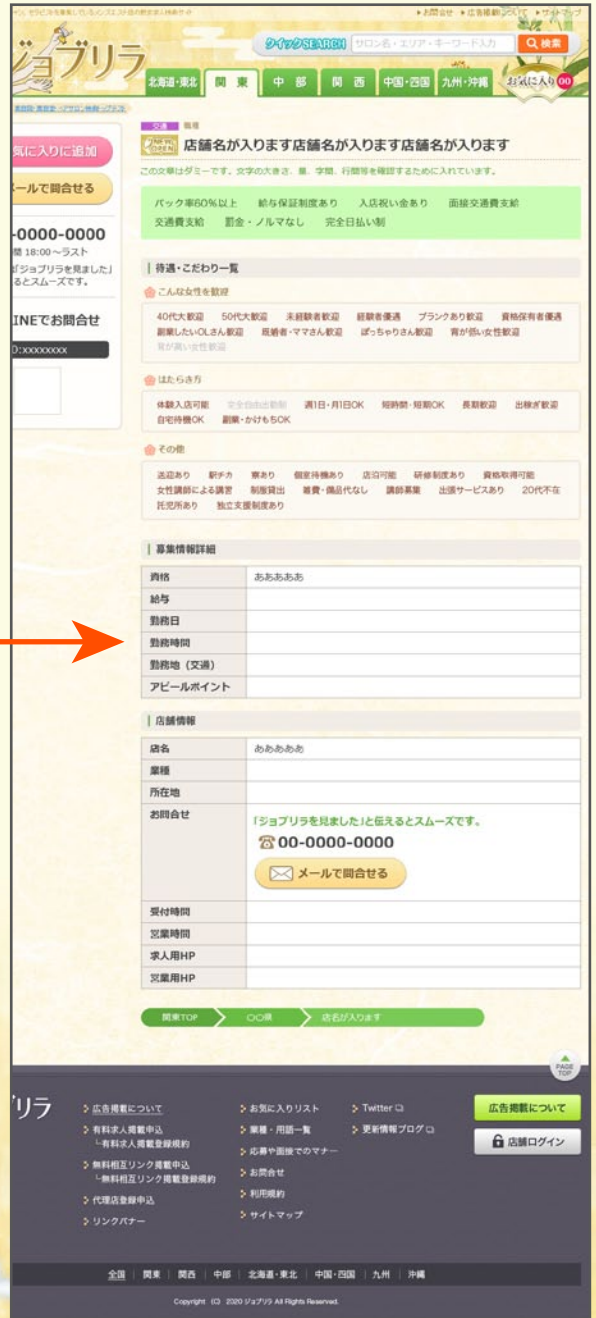 お問合せ
サイトマップ
ジョブリラ
クイックSEARCH サロン名・エリア・キーワード入力 検索
北海道・東北 関東 中部 関西 中国・四国 九州・沖縄 お気に入り 00
交通 職種
NEW OPEN 店舗名が入ります店舗名が入ります店舗名が入ります
この文章はダミーです。文字の大きさ、量、字間、行間等を確認するために入れています。
気に入りに追加
メールで問合せる
-0000-0000
間 18:00～ラスト
「ジョブリラを見ました」
るとスムーズです。
INEでお問合せ
D:xxxxxxxx
バック率60%以上 給与保証制度あり 入店祝い金あり 面接交通費支給
交通費支給 罰金・ノルマなし 完全日払い制
待遇・こだわり一覧
こんな女性を歓迎
40代大歓迎 50代大歓迎 未経験者歓迎 経験者優遇 ブランクあり歓迎 資格保有者優遇
副業したいOLさん歓迎 既婚者・ママさん歓迎 ぽっちゃりさん歓迎 背が低い女性歓迎
背が高い女性歓迎
はたらき方
体験入店可能 完全自由出勤制 週1日・月1日OK 短時間・短期OK 長期歓迎 出稼ぎ歓迎
自宅待機OK 副業・かけもちOK
その他
送迎あり 駅チカ 寮あり 個室待機あり 店泊可能 研修制度あり 資格取得可能
女性講師による講習 制服貸出 雑費・備品代なし 講師募集 出張サービスあり 20代不在
託児所あり 独立支援制度あり
募集情報詳細
資格 あああああ
給与
勤務日
勤務時間
勤務地（交通）
アピールポイント
店舗情報
店名 あああああ
業種
所在地
お問合せ 「ジョブリラを見ました」と伝えるとスムーズです。
00-0000-0000
メールで問合せる
受付時間
営業時間
求人用HP
営業用HP
関東TOP 〇〇県 店名が入ります
PAGE TOP
リラ
広告掲載について
有料求人掲載申込
└有料求人掲載登録規約
無料相互リンク掲載申込
└無料相互リンク掲載登録規約
代理店登録申込
リンクバナー
お気に入りリスト
業種・用語一覧
応募や面接でのマナー
お問合せ
利用規約
サイトマップ
Twitter
更新情報ブログ
広告掲載について
店舗ログイン
全国 関東 関西 中部 北海道・東北 中国・四国 九州 沖縄
Copyright (C) 2020 ジョブリラ All Rights Reserved.